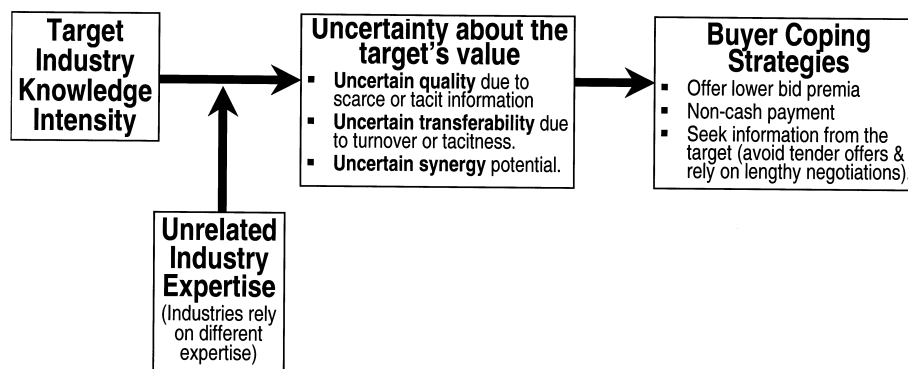 Target
Industry
Knowledge
Intensity
Uncertainty about the
target's value
▪ Uncertain quality due to
scarce or tacit information
▪ Uncertain transferability due
to turnover or tacitness.
▪ Uncertain synergy potential.
Buyer Coping
Strategies
▪ Offer lower bid premia
▪ Non-cash payment
▪ Seek information from the
target (avoid tender offers &
rely on lengthy negotiations).
Unrelated
Industry
Expertise
(Industries rely
on different
expertise)